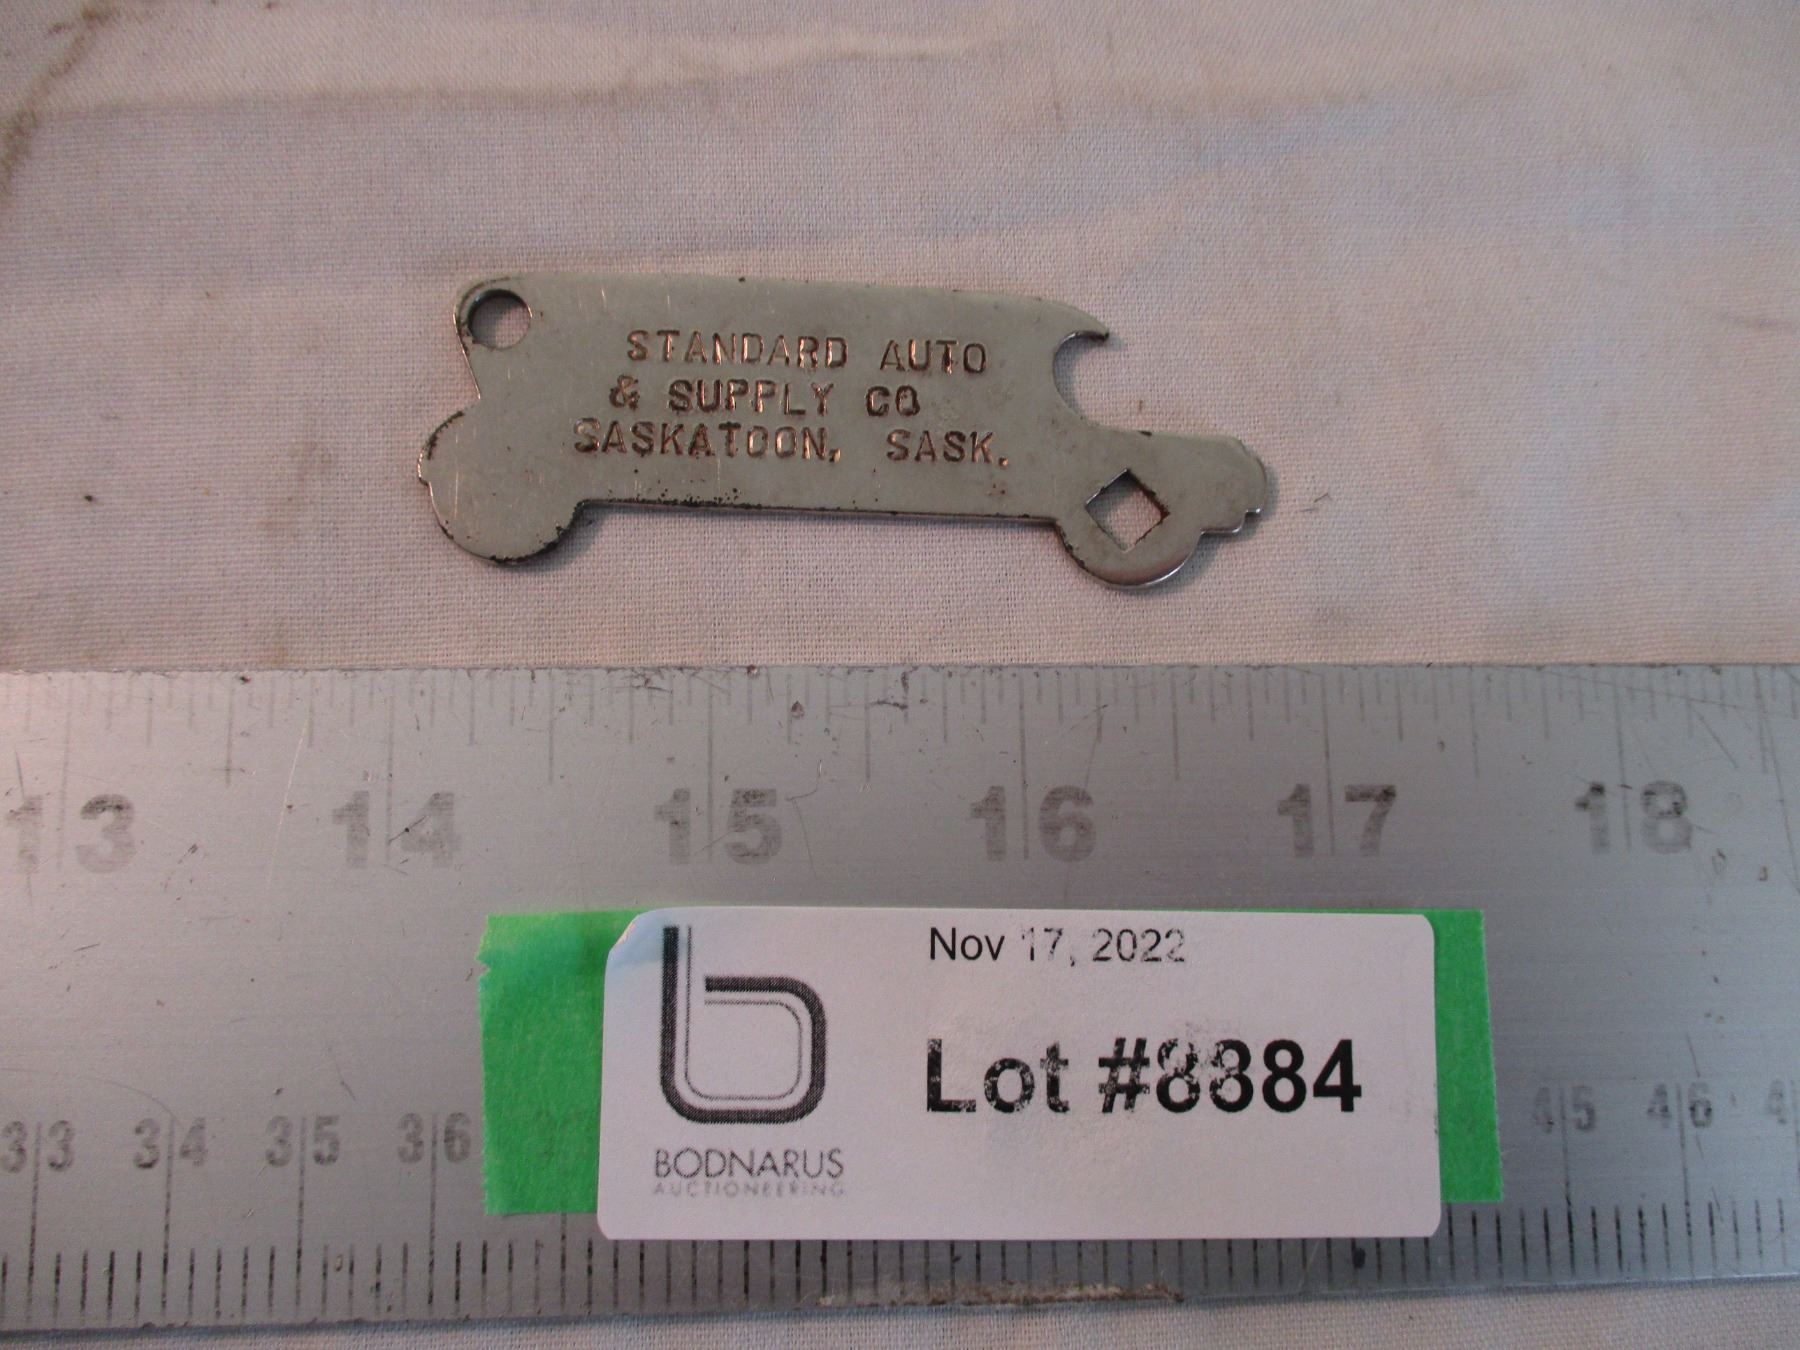 STANDARD AUTO
& SUPPLY CO
SASKATOON, SASK.
13 14 15 16 17 18
Nov 17, 2022
Lot #8884
BODNARUS
AUCTIONEERING
33 34 35 36 45 46